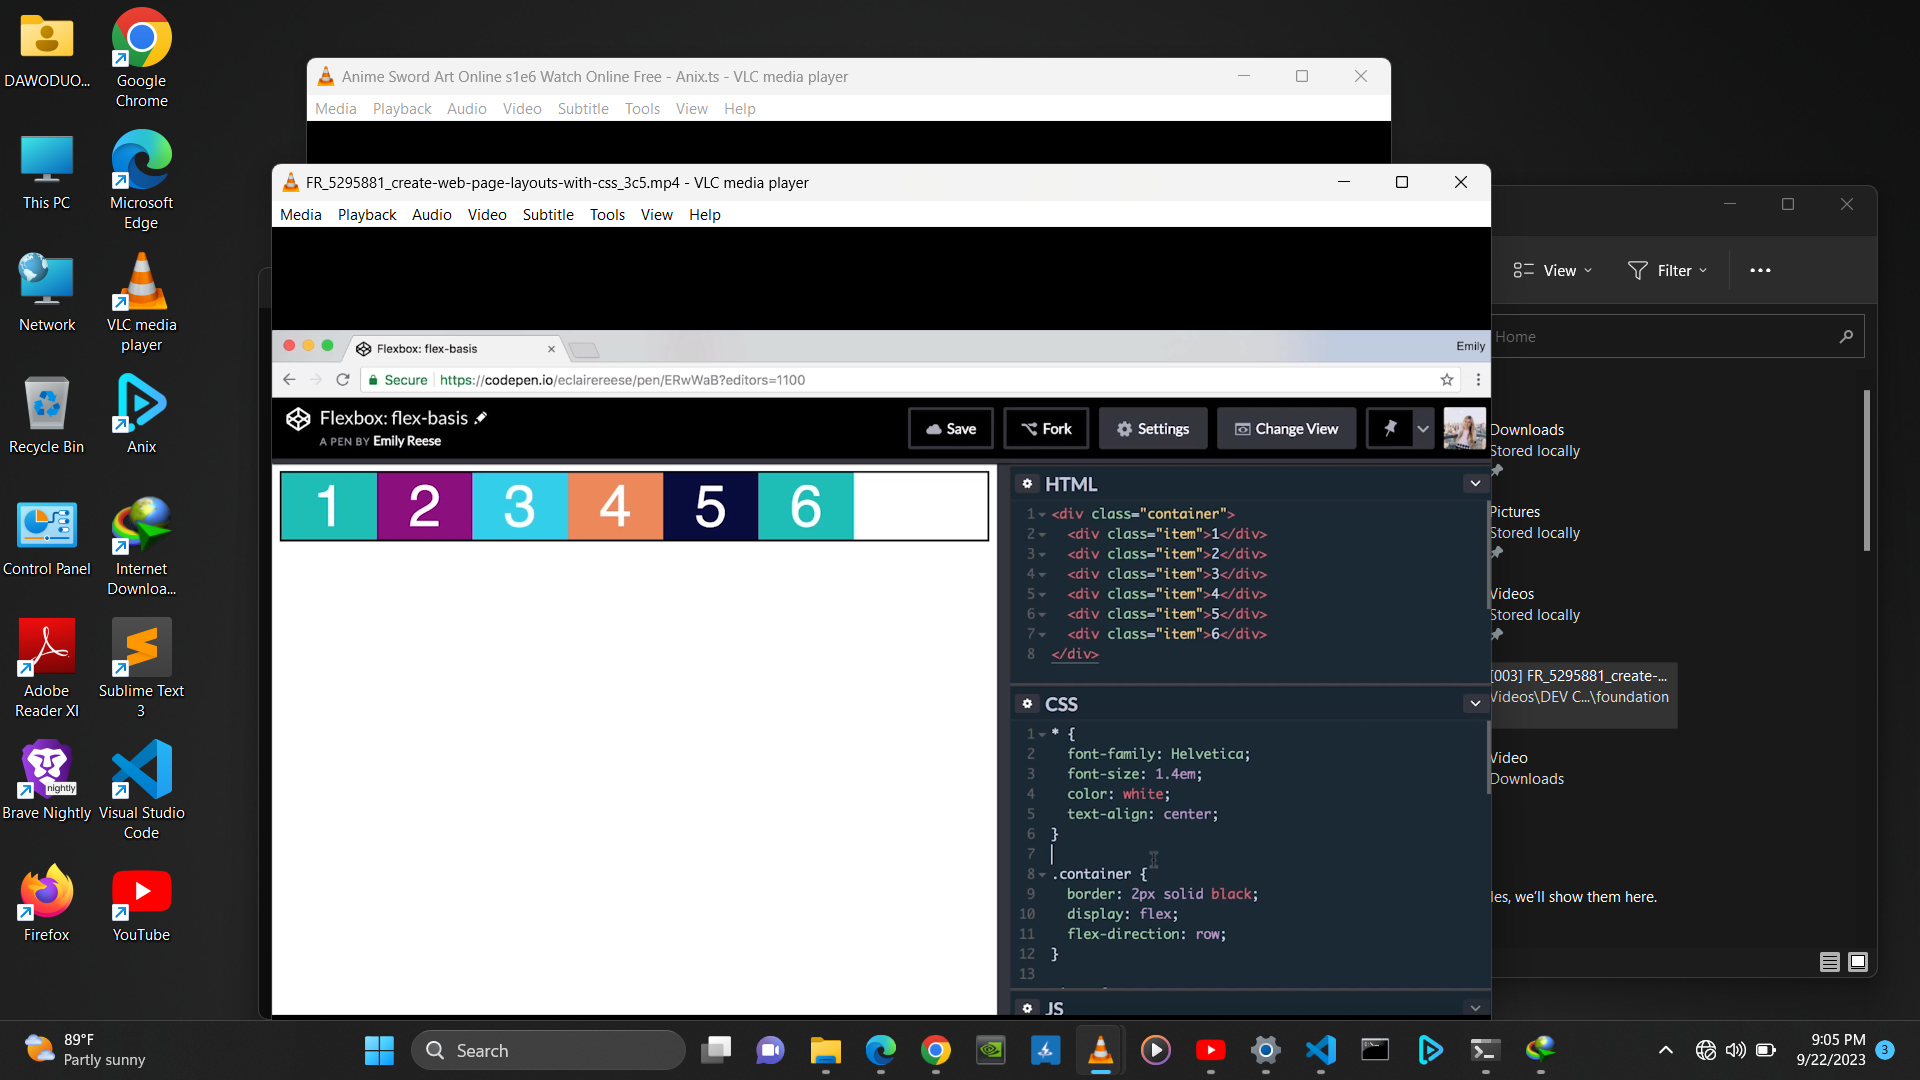 DAWODUO...
Google
Chrome
This PC
Microsoft
Edge
Network
VLC media
player
Recycle Bin
Anix
Control Panel
Internet
Downloa...
Adobe
Reader XI
Sublime Text
3
nightly
Brave Nightly
Visual Studio
Code
Firefox
YouTube
Anime Sword Art Online s1e6 Watch Online Free - Anix.ts - VLC media player
Media Playback Audio Video Subtitle Tools View Help
FR_5295881_create-web-page-layouts-with-css_3c5.mp4 - VLC media player
Media Playback Audio Video Subtitle Tools View Help
Flexbox: flex-basis
Emily
Secure https://codepen.io/eclairereese/pen/ERwWaB?editors=1100
Flexbox: flex-basis
A PEN BY Emily Reese
Save Fork Settings Change View
1 2 3 4 5 6
HTML
1 <div class="container">
2 <div class="item">1</div>
3 <div class="item">2</div>
4 <div class="item">3</div>
5 <div class="item">4</div>
6 <div class="item">5</div>
7 <div class="item">6</div>
8 </div>
CSS
1 * {
2 font-family: Helvetica;
3 font-size: 1.4em;
4 color: white;
5 text-align: center;
6 }
7
8 .container {
9 border: 2px solid black;
10 display: flex;
11 flex-direction: row;
12 }
13
JS
View Filter
Home
Downloads
Stored locally
Pictures
Stored locally
Videos
Stored locally
[003] FR_5295881_create-...
Videos\DEV C...\foundation
Video
Downloads
les, we'll show them here.
89°F
Partly sunny
Search
9:05 PM
9/22/2023
3